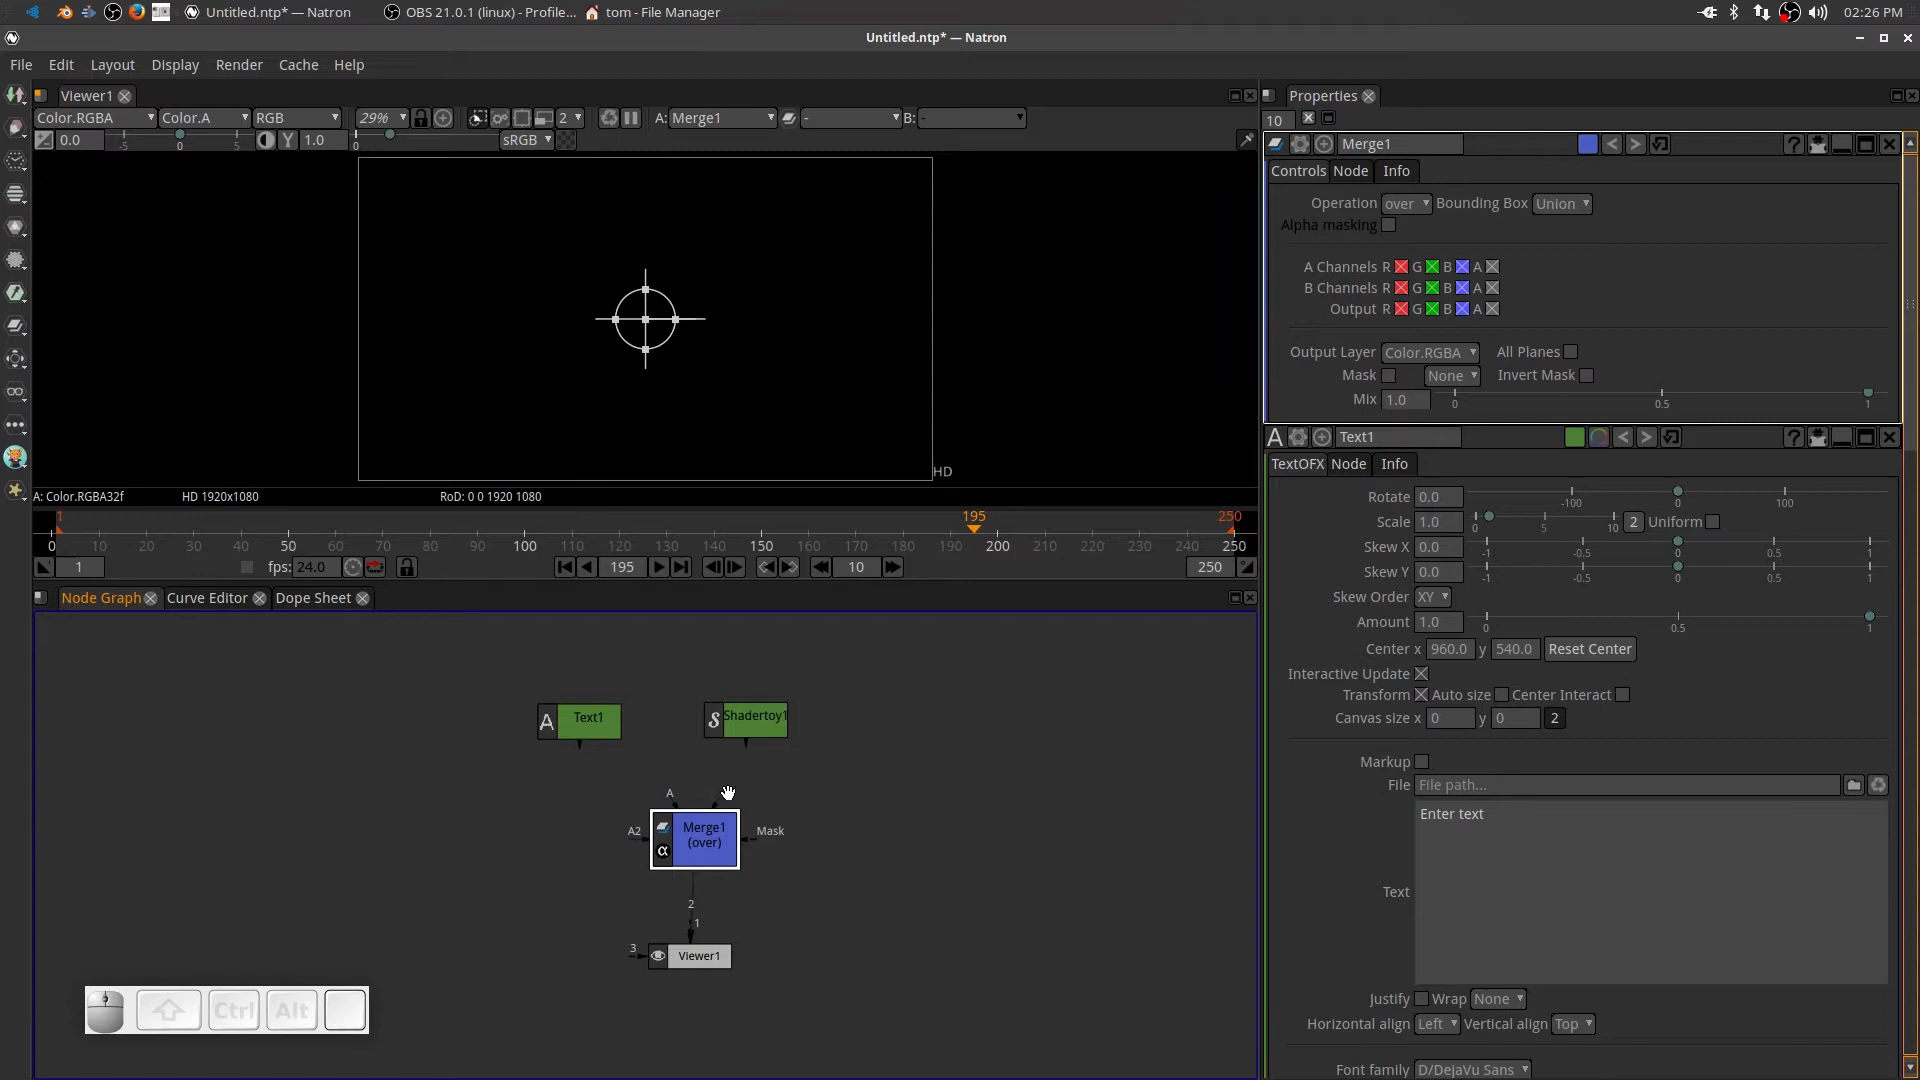 Untitled.ntp* — Natron
OBS 21.0.1 (linux) - Profile...
tom - File Manager
02:26 PM
Untitled.ntp* — Natron
File Edit Layout Display Render Cache Help
Viewer1
Color.RGBA Color.A RGB 29% 2 A: Merge1 - B: -
0.0 -5 0 5 Y 1.0 0 sRGB
HD
A: Color.RGBA32f HD 1920x1080 RoD: 0 0 1920 1080
1 195 250
0 10 20 30 40 50 60 70 80 90 100 110 120 130 140 150 160 170 180 190 200 210 220 230 240 250
1 fps: 24.0 195 10 250
Node Graph Curve Editor Dope Sheet
A Text1
S Shadertoy1
A
A2 Merge1 Mask
(over)
α
2
1
3 Viewer1
Ctrl Alt
Properties
10
Merge1 ?
Controls Node Info
Operation over Bounding Box Union
Alpha masking
A Channels R G B A
B Channels R G B A
Output R G B A
Output Layer Color.RGBA All Planes
Mask None Invert Mask
Mix 1.0 0 0.5 1
A Text1 ?
TextOFX Node Info
Rotate 0.0 -100 0 100
Scale 1.0 0 5 10 2 Uniform
Skew X 0.0 -1 -0.5 0 0.5 1
Skew Y 0.0 -1 -0.5 0 0.5 1
Skew Order XY
Amount 1.0 0 0.5 1
Center x 960.0 y 540.0 Reset Center
Interactive Update
Transform Auto size Center Interact
Canvas size x 0 y 0 2
Markup
File File path...
Enter text
Text
Justify Wrap None
Horizontal align Left Vertical align Top
Font family D/DejaVu Sans